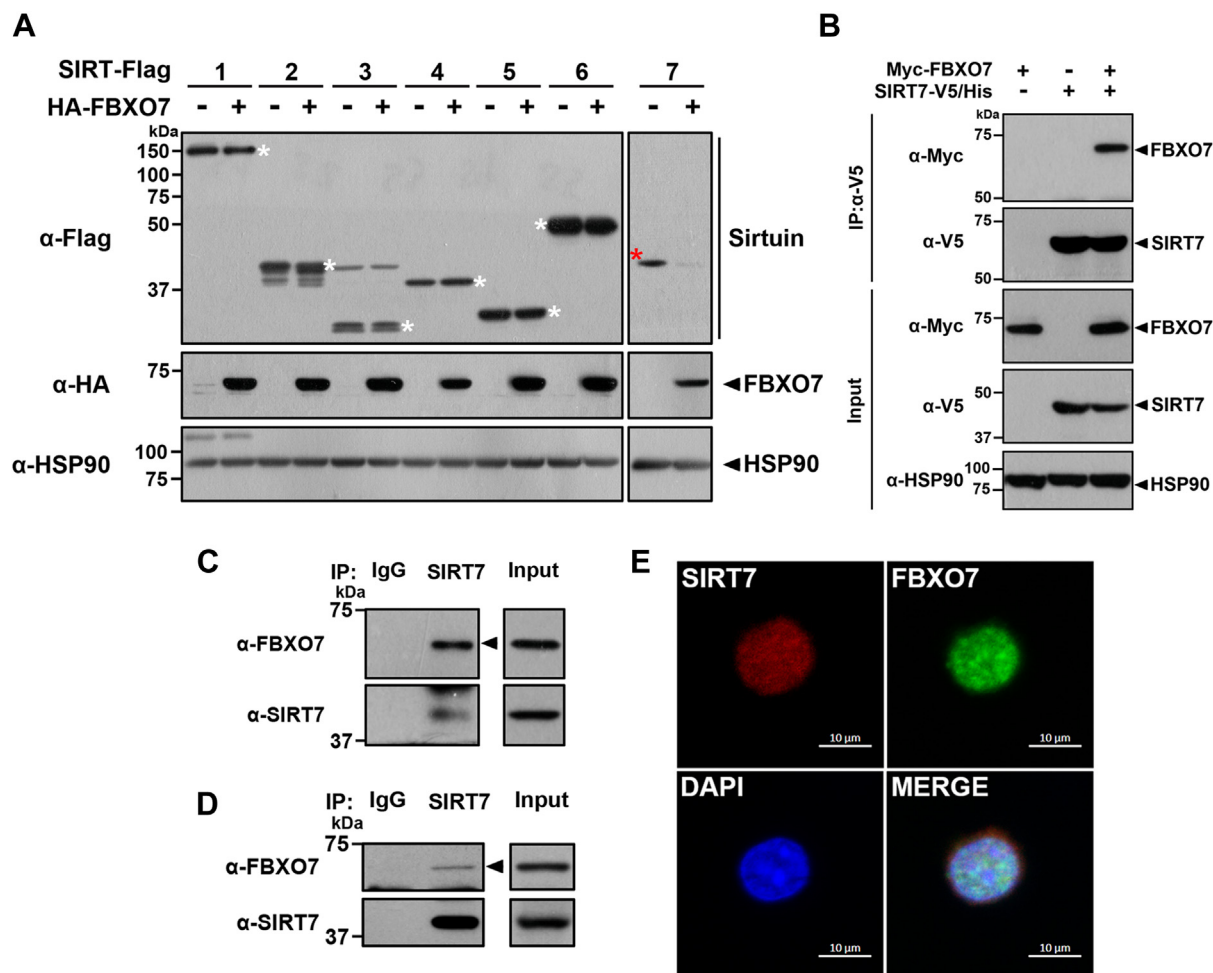 A
SIRT-Flag 1 2 3 4 5 6 7
HA-FBXO7 - + - + - + - + - + - + - +
kDa
150
100
75
50
37
α-Flag
* * * * * * *
Sirtuin
75
α-HA
◄FBXO7
100
75
α-HSP90
◄HSP90
B
Myc-FBXO7 + - +
SIRT7-V5/His - + +
kDa
IP:α-V5
75
α-Myc
◄FBXO7
50
75
α-V5
◄SIRT7
50
Input
75
α-Myc
◄FBXO7
50
α-V5
◄SIRT7
37
100
α-HSP90
75
◄HSP90
C
IP: IgG SIRT7 Input
kDa
75
α-FBXO7
◄
α-SIRT7
37
D
IP: IgG SIRT7 Input
kDa
75
α-FBXO7
◄
α-SIRT7
37
E
SIRT7
10 μm
FBXO7
10 μm
DAPI
10 μm
MERGE
10 μm